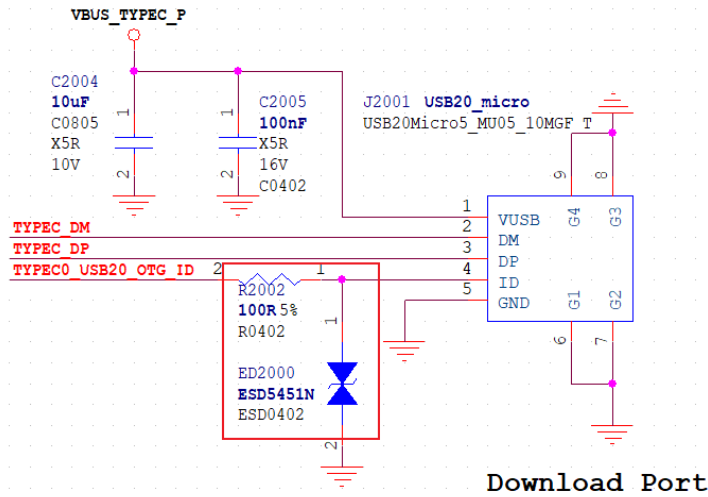 VBUS_TYPEC_P
C2004
10uF
C0805
X5R
10V
1
2
C2005
100nF
X5R
16V
C0402
1
2
J2001 USB20_micro
USB20Micro5_MU05_10MGF T
9
8
G4
G3
1
VUSB
TYPEC_DM
2
DM
TYPEC_DP
3
DP
TYPEC0_USB20_OTG_ID
2
1
4
ID
5
GND
G1
G2
6
7
R2002
100R 5%
R0402
1
ED2000
ESD5451N
ESD0402
2
Download Port